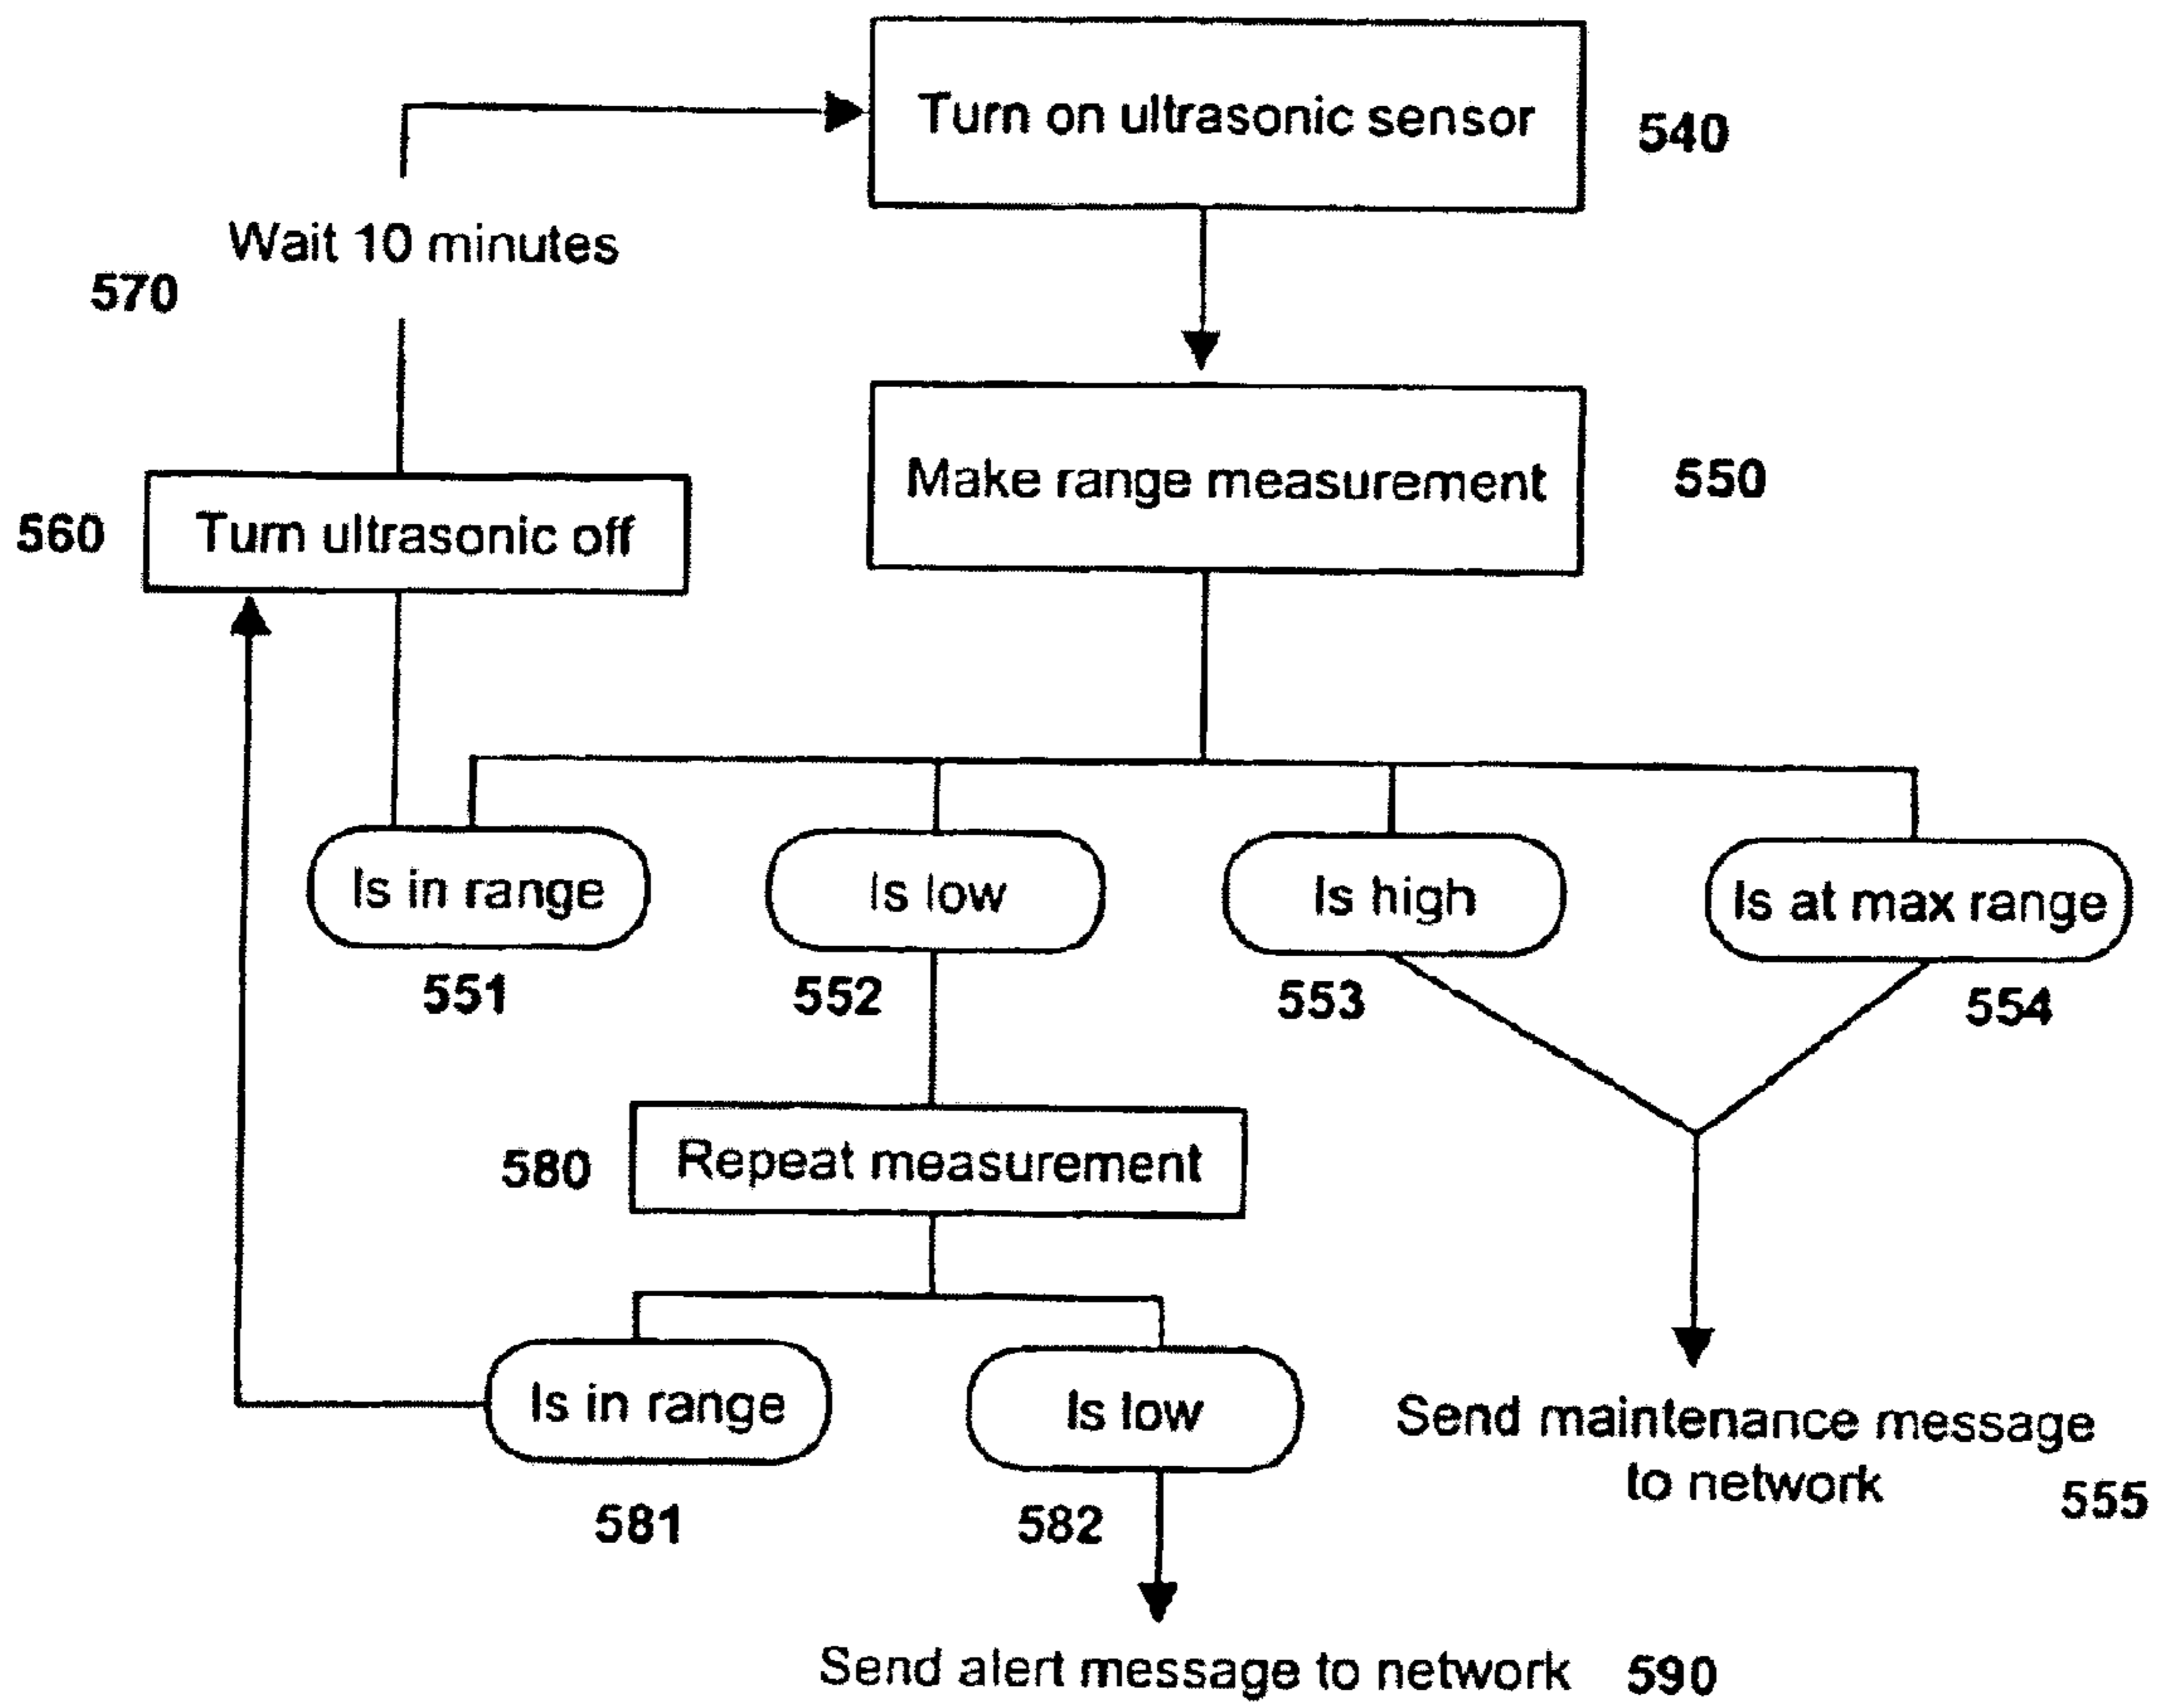 Turn on ultrasonic sensor
540
Wait 10 minutes
570
Make range measurement
550
560
Turn ultrasonic off
Is in range
Is low
Is high
Is at max range
551
552
553
554
580
Repeat measurement
Is in range
Is low
581
582
Send maintenance message
to network
555
Send alert message to network
590